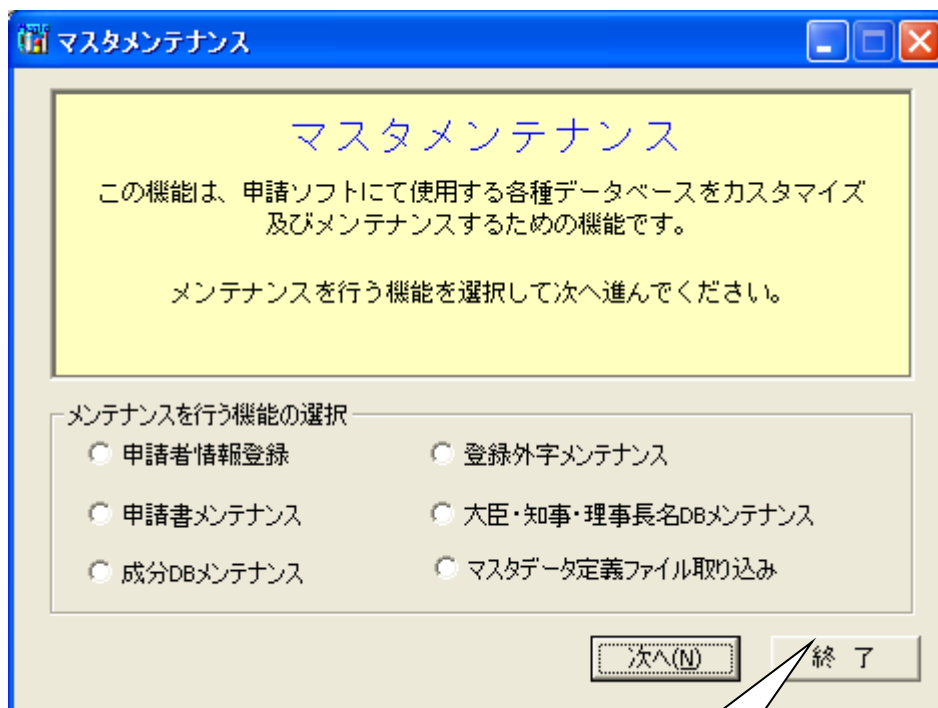 マスタメンテナンス
マスタメンテナンス
この機能は、申請ソフトにて使用する各種データベースをカスタマイズ
及びメンテナンスするための機能です。
メンテナンスを行う機能を選択して次へ進んでください。
メンテナンスを行う機能の選択
申請者情報登録
登録外字メンテナンス
申請書メンテナンス
大臣・知事・理事長名DBメンテナンス
成分DBメンテナンス
マスタデータ定義ファイル取り込み
次へ(N)
終 了